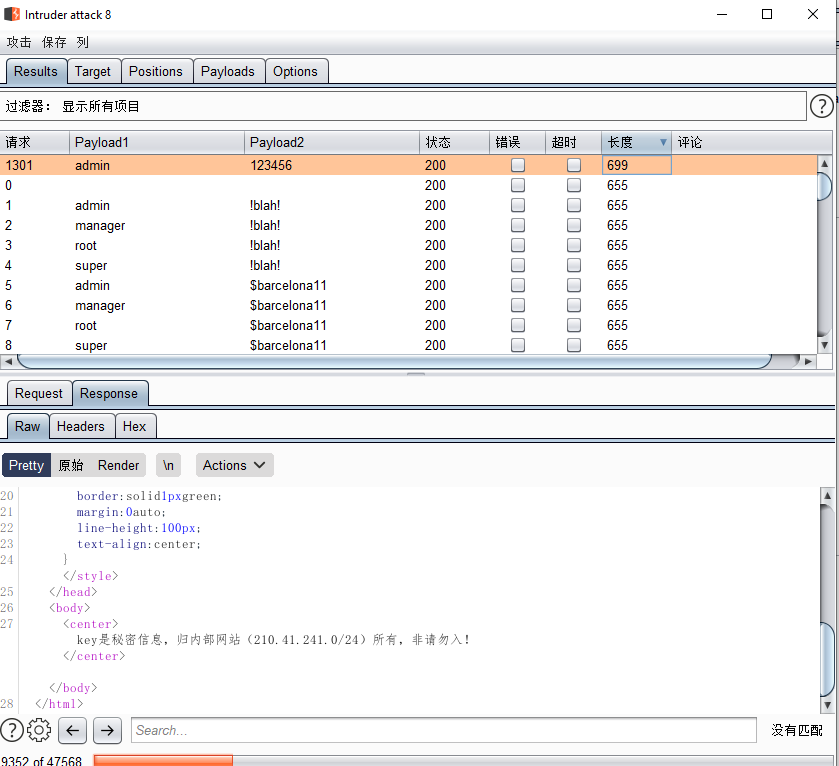 Intruder attack 8
攻击 保存 列
Results Target Positions Payloads Options
过滤器： 显示所有项目 ?
请求 Payload1 Payload2 状态 错误 超时 长度 评论
1301 admin 123456 200 699
0 200 655
1 admin !blah! 200 655
2 manager !blah! 200 655
3 root !blah! 200 655
4 super !blah! 200 655
5 admin $barcelona11 200 655
6 manager $barcelona11 200 655
7 root $barcelona11 200 655
8 super $barcelona11 200 655
Request Response
Raw Headers Hex
Pretty 原始 Render \n Actions
20 border:solid1pxgreen;
21 margin:0auto;
22 line-height:100px;
23 text-align:center;
24 }
</style>
25 </head>
26 <body>
27 <center>
key是秘密信息，归内部网站（210.41.241.0/24）所有，非请勿入！
</center>
</body>
28 </html>
? Search... 没有匹配
9352 of 47568